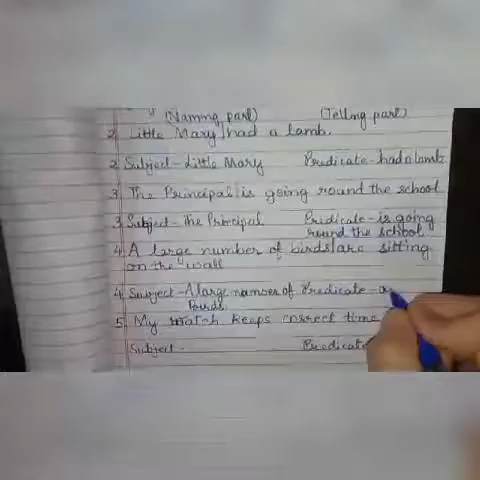 (Naming part) (Telling part)
2 Little Mary/had a lamb.
2 Subject-Little Mary Predicate-had a lamb
3 The Principal is going round the school
3 Subject-The Principal Predicate-is going
round the school
4 A large number of birds/are sitting
on the wall
4 Subject-A large number of Predicate-a
birds
5. My watch keeps correct time
Subject- Predicate